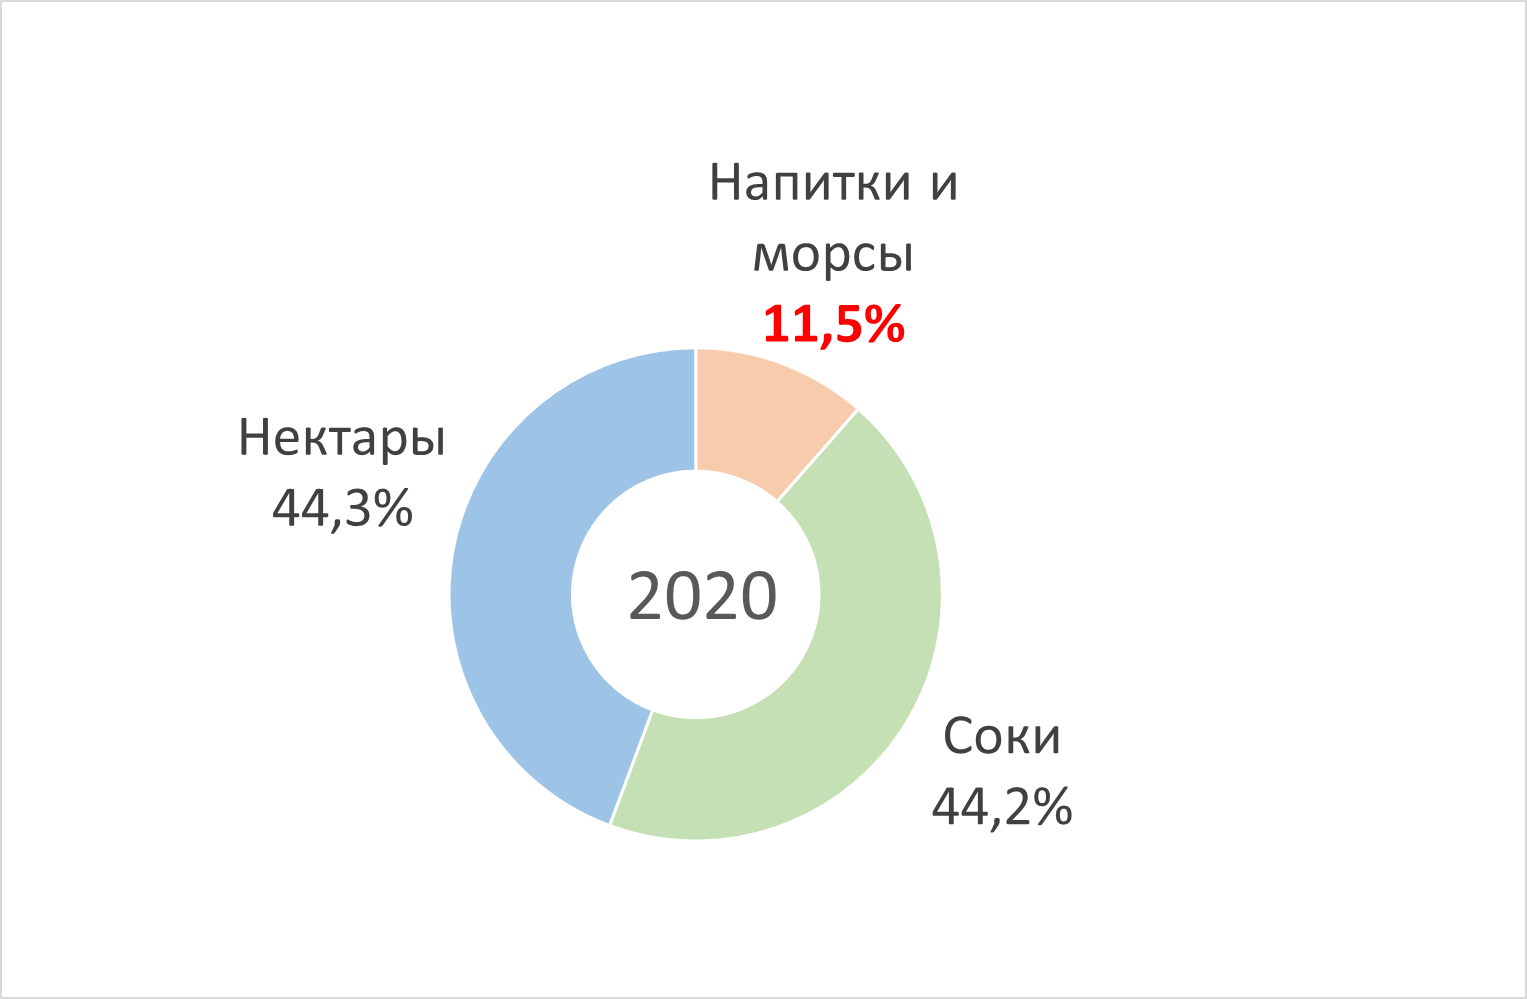 Напитки и
морсы
11,5%
Нектары
44,3%
2020
Соки
44,2%